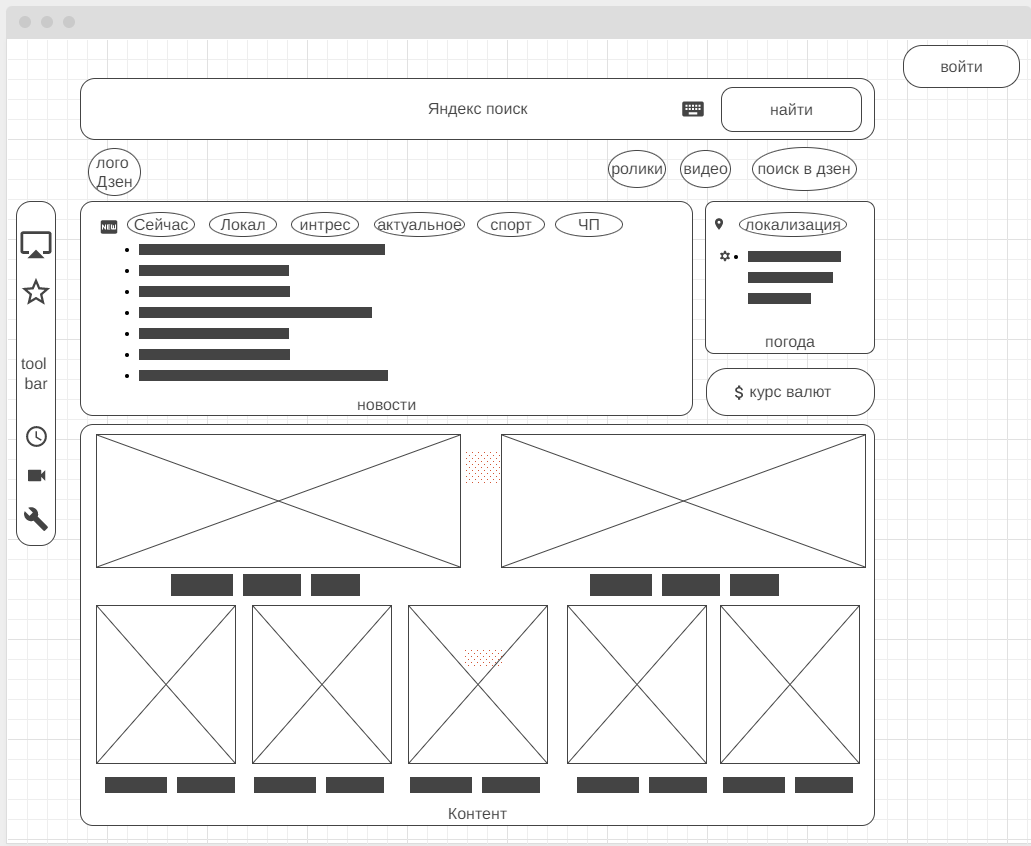 войти
Яндекс поиск
найти
лого
Дзен
ролики
видео
поиск в дзен
NEW
Сейчас
Локал
интрес
актуальное
спорт
ЧП
локализация
погода
tool
bar
новости
$ курс валют
Контент